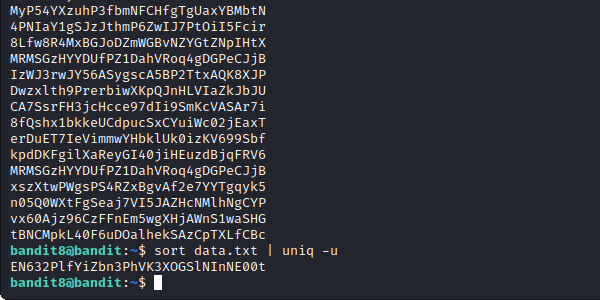 MyP54YXzuhP3fbmNFCHfgTgUaxYBMbtN
4PNIaY1gSJzJthmP6ZwIJ7PtOiI5Fcir
8Lfw8R4MxBGJoDZmWGBvNZYGtZNpIHtX
MRMSGzHYYDUfPZ1DahVRoq4gDGPeCJjB
IzWJ3rwJY56ASygscA5BP2TtxAQK8XJP
Dwzxlth9PrerbiwXKpQJnHLVIaZkJbJU
CA7SsrFH3jcHcce97dIi9SmKcVASAr7i
8fQshx1bkkeUCdpucSxCYuiWc02jEaxT
erDuET7IeVimmwYHbklUk0izKV699Sbf
kpdDKFgilXaReyGI40jiHEuzdBjqFRV6
MRMSGzHYYDUfPZ1DahVRoq4gDGPeCJjB
xszXtwPWgsPS4RZxBgvAf2e7YYTgqyk5
n05Q0WXtFgSeaj7VI5JAZHcNMlhNgCYP
vx60Ajz96CzFFnEm5wgXHjAWnS1waSHG
tBNCMpkL40F6uDOalhekSAzCpTXLfCBc
bandit8@bandit:~$ sort data.txt | uniq -u
EN632PlfYiZbn3PhVK3XOGSlNInNE00t
bandit8@bandit:~$